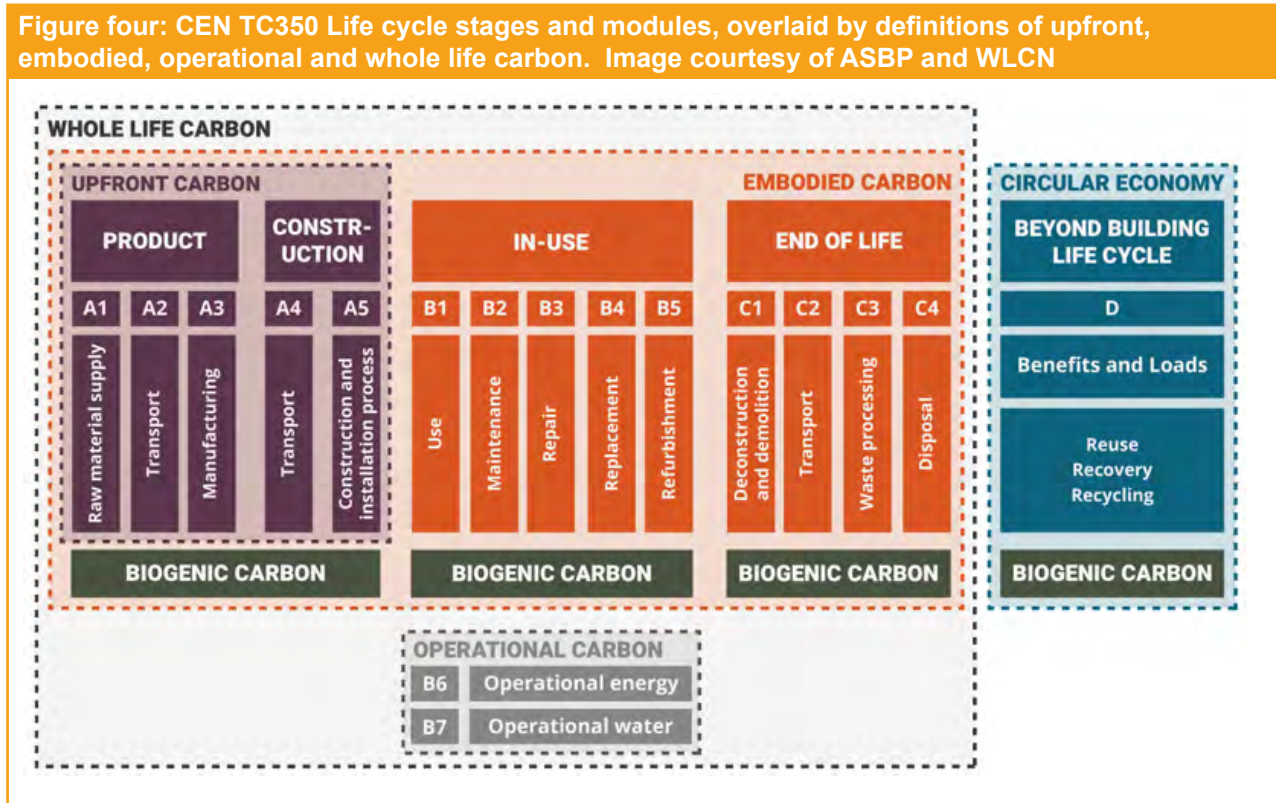 Figure four: CEN TC350 Life cycle stages and modules, overlaid by definitions of upfront,
embodied, operational and whole life carbon.  Image courtesy of ASBP and WLCN
WHOLE LIFE CARBON
UPFRONT CARBON
EMBODIED CARBON
PRODUCT
CONSTR-
UCTION
IN-USE
END OF LIFE
A1
A2
A3
A4
A5
B1
B2
B3
B4
B5
C1
C2
C3
C4
Raw material supply
Transport
Manufacturing
Transport
Construction and
installation process
Use
Maintenance
Repair
Replacement
Refurbishment
Deconstruction
and demolition
Transport
Waste processing
Disposal
BIOGENIC CARBON
BIOGENIC CARBON
BIOGENIC CARBON
OPERATIONAL CARBON
B6 Operational energy
B7 Operational water
CIRCULAR ECONOMY
BEYOND BUILDING
LIFE CYCLE
D
Benefits and Loads
Reuse
Recovery
Recycling
BIOGENIC CARBON